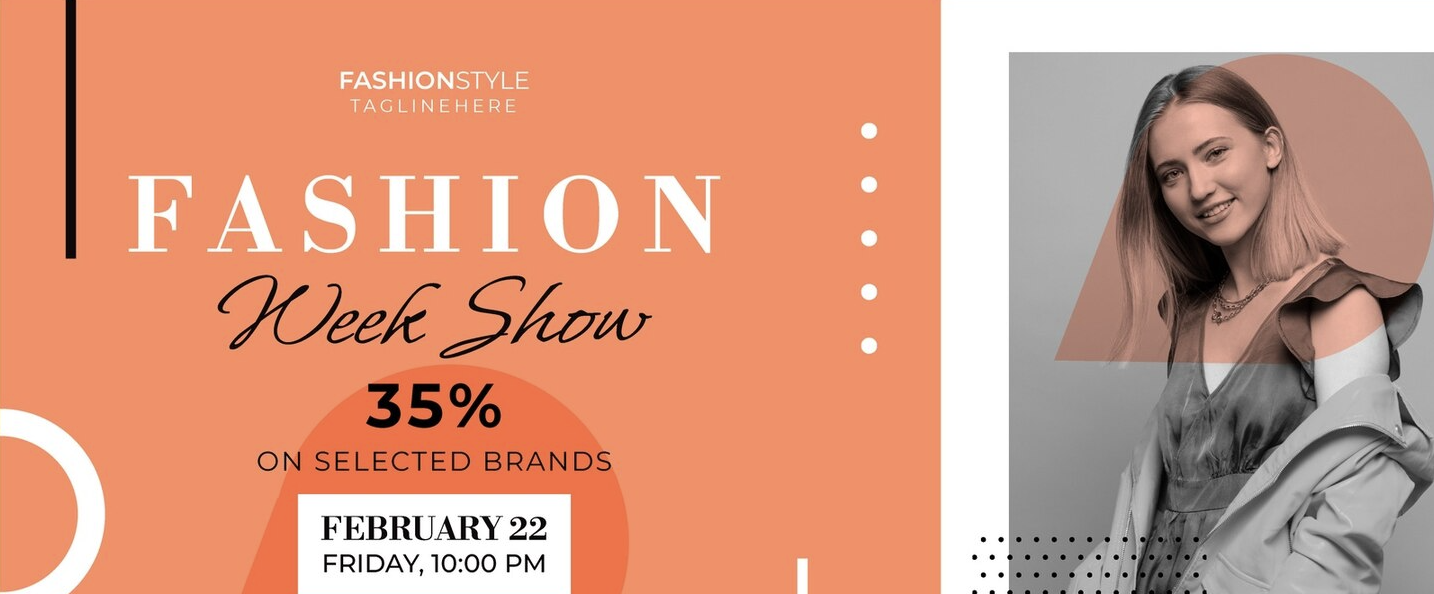 FASHIONSTYLE
TAGLINEHERE
FASHION
Week Show
35%
ON SELECTED BRANDS
FEBRUARY 22
FRIDAY, 10:00 PM